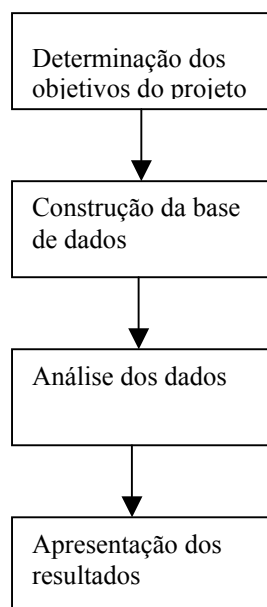 Determinação dos
objetivos do projeto
Construção da base
de dados
Análise dos dados
Apresentação dos
resultados